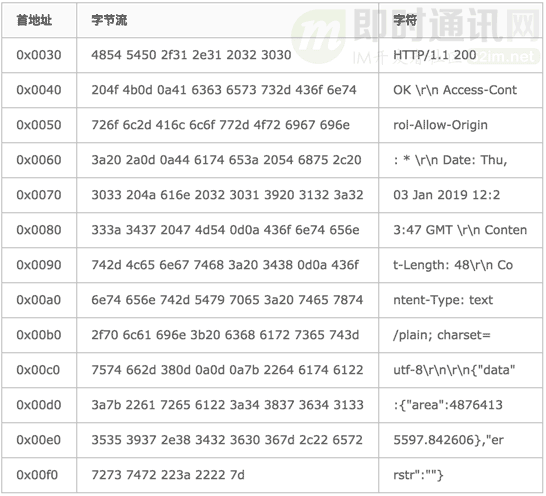 即时通讯网
首地址 字节流 字符
0x0030 4854 5450 2f31 2e31 2032 3030 HTTP/1.1 200
0x0040 204f 4b0d 0a41 6363 6573 732d 436f 6e74 OK \r\n Access-Cont
0x0050 726f 6c2d 416c 6c6f 772d 4f72 6967 696e rol-Allow-Origin
0x0060 3a20 2a0d 0a44 6174 653a 2054 6875 2c20 : * \r\n Date: Thu,
0x0070 3033 204a 616e 2032 3031 3920 3132 3a32 03 Jan 2019 12:2
0x0080 333a 3437 2047 4d54 0d0a 436f 6e74 656e 3:47 GMT \r\n Conten
0x0090 742d 4c65 6e67 7468 3a20 3438 0d0a 436f t-Length: 48\r\n Co
0x00a0 6e74 656e 742d 5479 7065 3a20 7465 7874 ntent-Type: text
0x00b0 2f70 6c61 696e 3b20 6368 6172 7365 743d /plain; charset=
0x00c0 7574 662d 380d 0a0d 0a7b 2264 6174 6122 utf-8\r\n\r\n{"data"
0x00d0 3a7b 2261 7265 6122 3a34 3837 3634 3133 :{"area":4876413
0x00e0 3535 3937 2e38 3432 3630 367d 2c22 6572 5597.842606},"er
0x00f0 7273 7472 223a 2222 7d rstr":""}